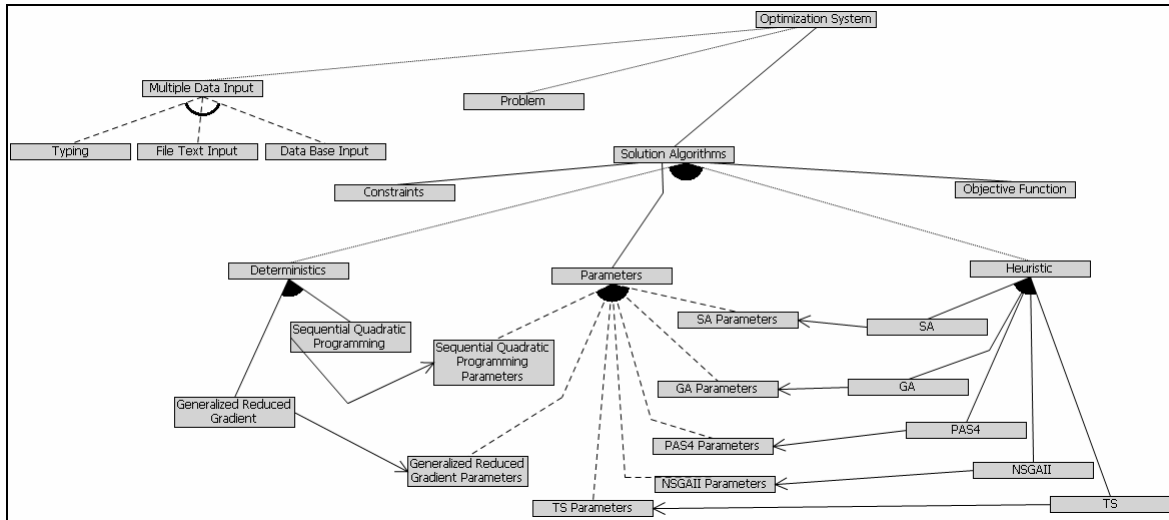 Optimization System
Multiple Data Input
Problem
Typing
File Text Input
Data Base Input
Solution Algorithms
Constraints
Objective Function
Deterministics
Parameters
Heuristic
SA Parameters
SA
Sequential Quadratic
Programming
Sequential Quadratic
Programming
Parameters
GA Parameters
GA
Generalized Reduced
Gradient
PAS4 Parameters
PAS4
Generalized Reduced
Gradient Parameters
NSGAII Parameters
NSGAII
TS Parameters
TS